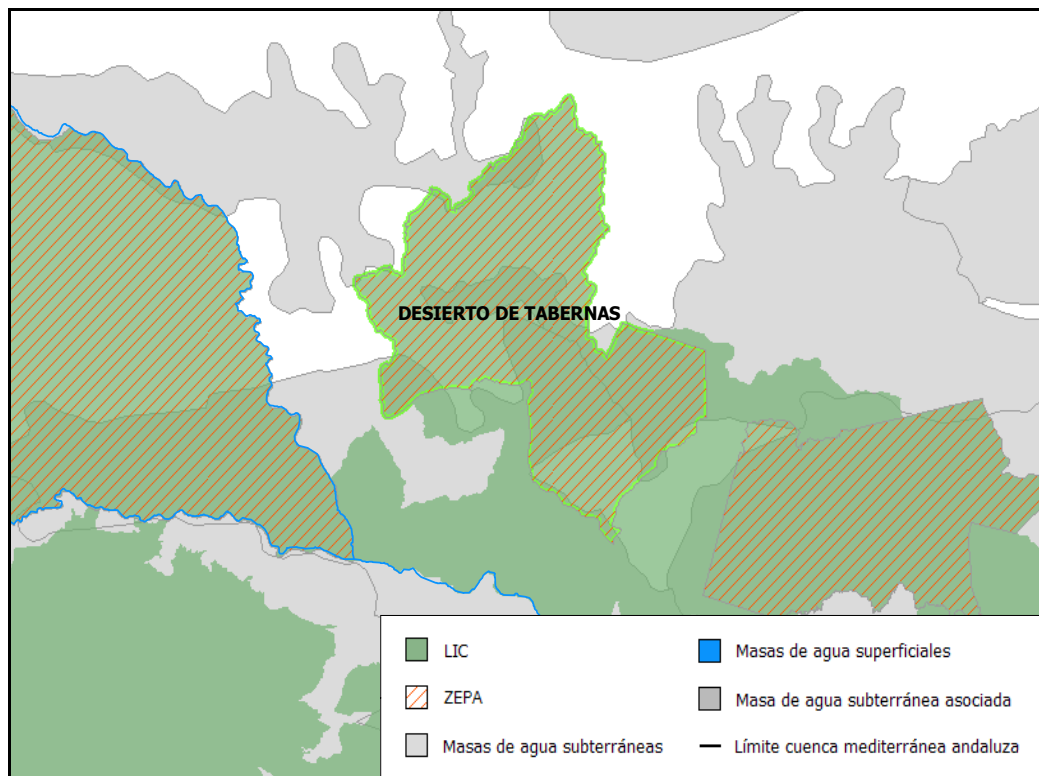 DESIERTO DE TABERNAS
LIC
ZEPA
Masas de agua subterráneas
Masas de agua superficiales
Masa de agua subterránea asociada
Límite cuenca mediterránea andaluza